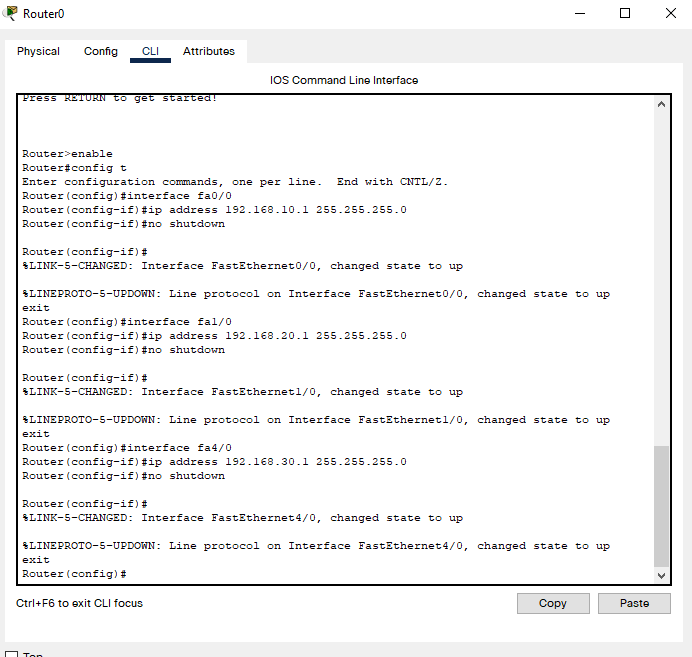 Router0
Physical Config CLI Attributes
IOS Command Line Interface
Press RETURN to get started!
Router>enable
Router#config t
Enter configuration commands, one per line.  End with CNTL/Z.
Router(config)#interface fa0/0
Router(config-if)#ip address 192.168.10.1 255.255.255.0
Router(config-if)#no shutdown
Router(config-if)#
%LINK-5-CHANGED: Interface FastEthernet0/0, changed state to up
%LINEPROTO-5-UPDOWN: Line protocol on Interface FastEthernet0/0, changed state to up
exit
Router(config)#interface fa1/0
Router(config-if)#ip address 192.168.20.1 255.255.255.0
Router(config-if)#no shutdown
Router(config-if)#
%LINK-5-CHANGED: Interface FastEthernet1/0, changed state to up
%LINEPROTO-5-UPDOWN: Line protocol on Interface FastEthernet1/0, changed state to up
exit
Router(config)#interface fa4/0
Router(config-if)#ip address 192.168.30.1 255.255.255.0
Router(config-if)#no shutdown
Router(config-if)#
%LINK-5-CHANGED: Interface FastEthernet4/0, changed state to up
%LINEPROTO-5-UPDOWN: Line protocol on Interface FastEthernet4/0, changed state to up
exit
Router(config)#
Ctrl+F6 to exit CLI focus
Copy Paste
Top